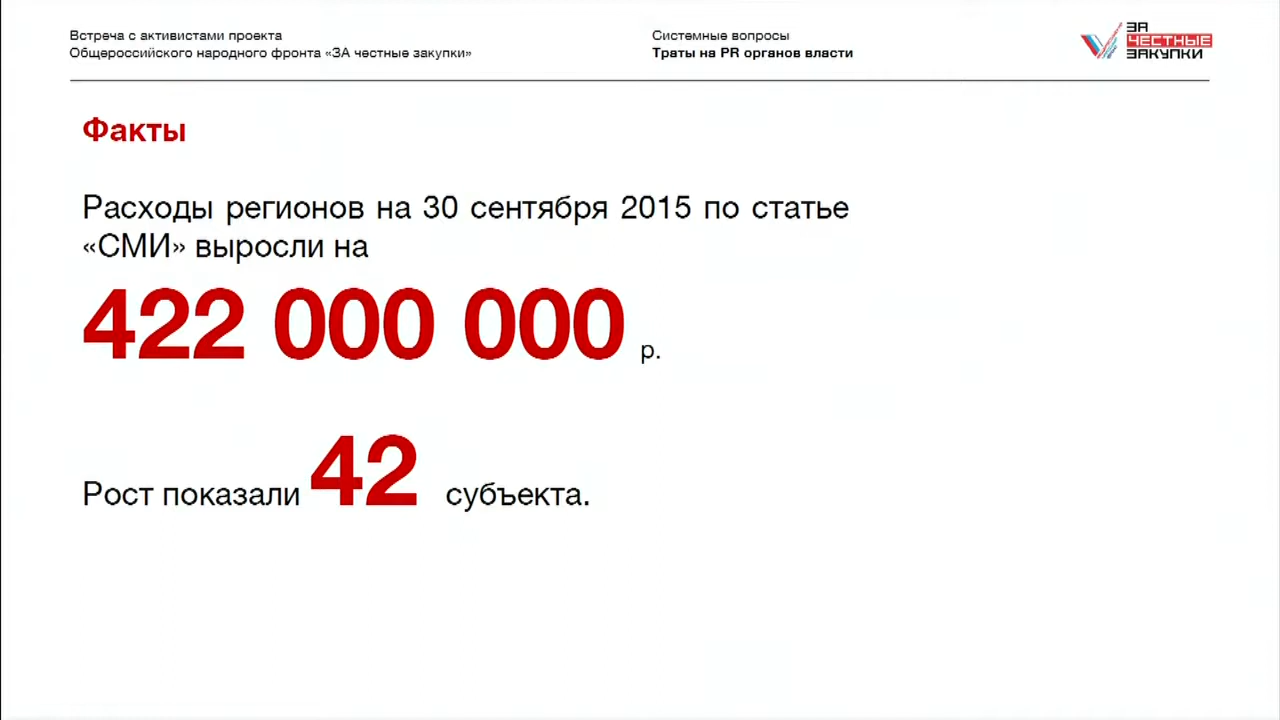 Встреча с активистами проекта
Общероссийского народного фронта «ЗА честные закупки»
Системные вопросы
Траты на PR органов власти
ЗА
ЧЕСТНЫЕ
ЗАКУПКИ
Факты
Расходы регионов на 30 сентября 2015 по статье
«СМИ» выросли на
422 000 000 р.
Рост показали 42 субъекта.